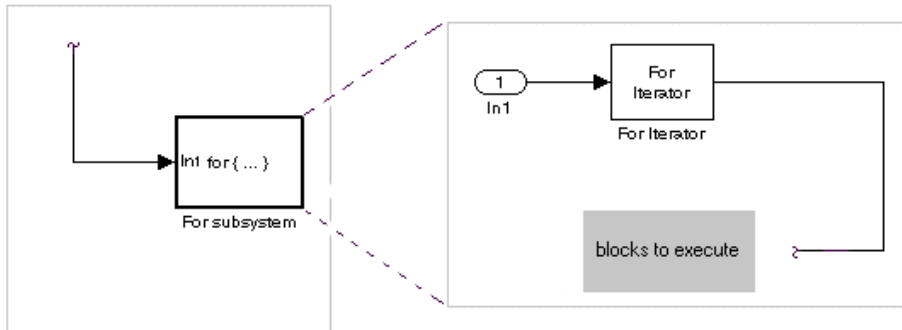 In1 for { ... }
For subsystem
1
In1
For
Iterator
For Iterator
blocks to execute